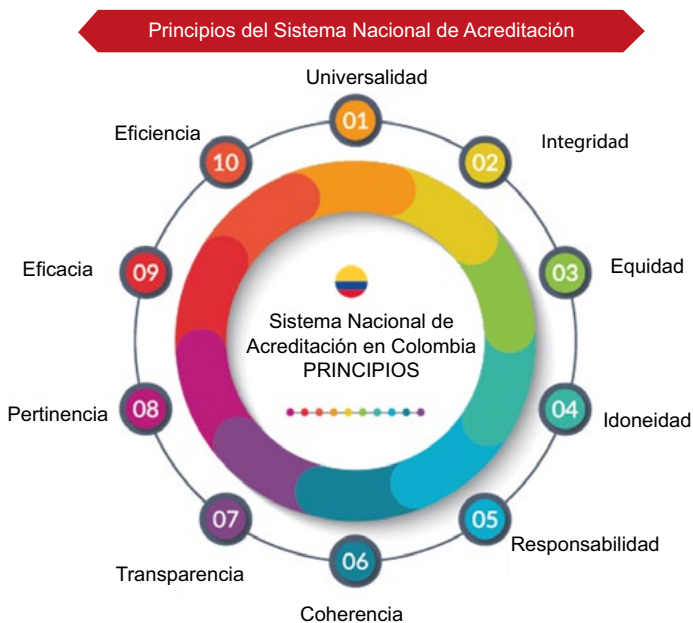 Principios del Sistema Nacional de Acreditación
Universalidad
01
Integridad
02
Equidad
03
Idoneidad
04
Responsabilidad
05
Coherencia
06
Transparencia
07
Pertinencia
08
Eficacia
09
Eficiencia
10
Sistema Nacional de
Acreditación en Colombia
PRINCIPIOS